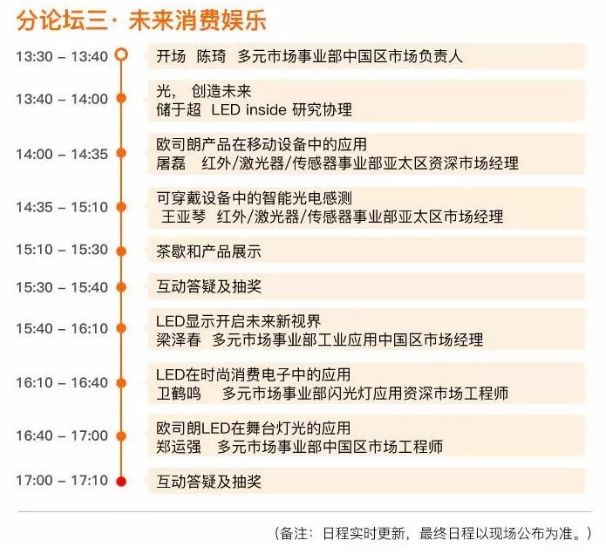 分论坛三·未来消费娱乐
13:30 – 13:40
开场 陈琦 多元市场事业部中国区市场负责人
13:40 – 14:00
光， 创造未来
储于超 LED inside 研究协理
14:00 – 14:35
欧司朗产品在移动设备中的应用
屠磊 红外/激光器/传感器事业部亚太区资深市场经理
14:35 – 15:10
可穿戴设备中的智能光电感测
王亚琴 红外/激光器/传感器事业部亚太区市场经理
15:10 – 15:30
茶歇和产品展示
15:30 – 15:40
互动答疑及抽奖
15:40 – 16:10
LED显示开启未来新视界
梁泽春 多元市场事业部工业应用中国区市场经理
16:10 – 16:40
LED在时尚消费电子中的应用
卫鹤鸣 多元市场事业部闪光灯应用资深市场工程师
16:40 – 17:00
欧司朗LED在舞台灯光的应用
郑运强 多元市场事业部中国区市场工程师
17:00 – 17:10
互动答疑及抽奖
（备注：日程实时更新，最终日程以现场公布为准。）